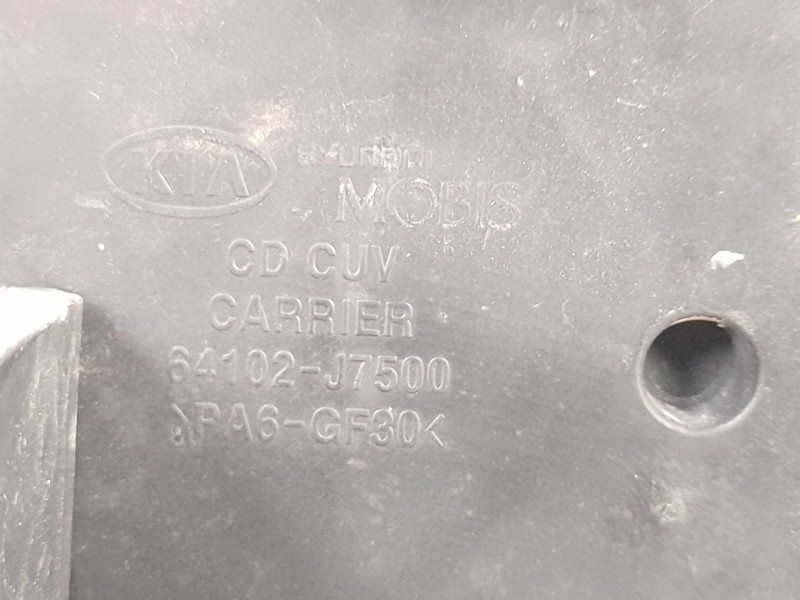 KIA
HYUNDAI
MOBIS
CD CUV
CARRIER
64102-J7500
>PA6-GF30<